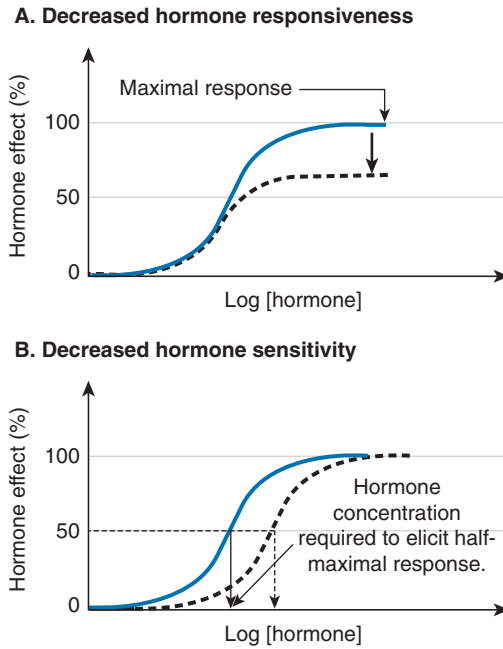 A. Decreased hormone responsiveness
Hormone effect (%)
Maximal response
100
50
0
Log [hormone]
B. Decreased hormone sensitivity
Hormone effect (%)
100
50
0
Hormone
concentration
required to elicit half-
maximal response.
Log [hormone]